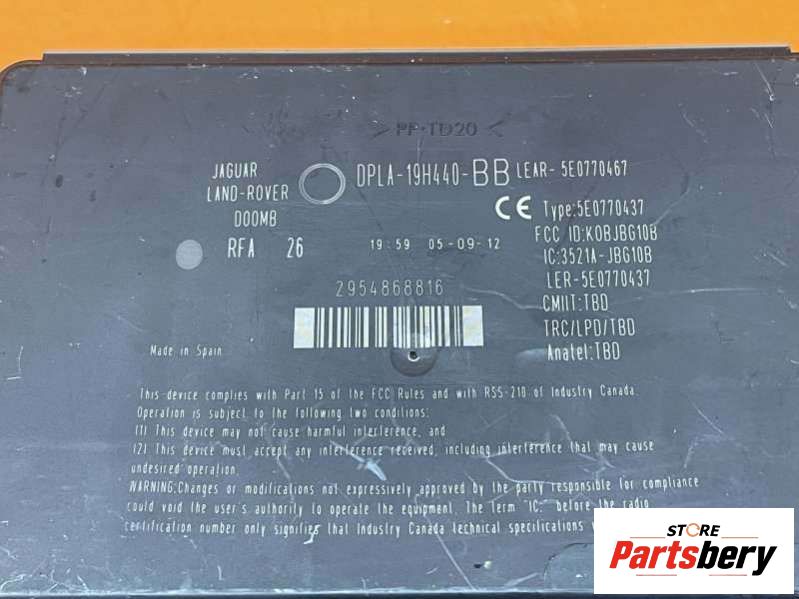 >PP-TD20<
JAGUAR
LAND-ROVER
DOOMB
RFA 26
DPLA-19H440-BB LEAR-5E0770467
CE Type:5E0770437
FCC ID:KOBJBG10B
IC:3521A-JBG10B
LER-5E0770437
CMIIT:TBD
TRC/LPD/TBD
Anatel:TBD
19:59 05-09-12
2954868816
Made in Spain
This device complies with Part 15 of the FCC Rules and with RSS-210 of Industry Canada.
Operation is subject to the following two conditions:
(1) This device may not cause harmful interference, and
(2) This device must accept any interference received, including interference that may cause
undesired operation.
WARNING:Changes or modifications not expressively approved by the party responsible for compliance
could void the user's authority to operate the equipment. The term "IC:" before the radio
certification number only signifies that Industry Canada technical specifications
STORE
Partsbery